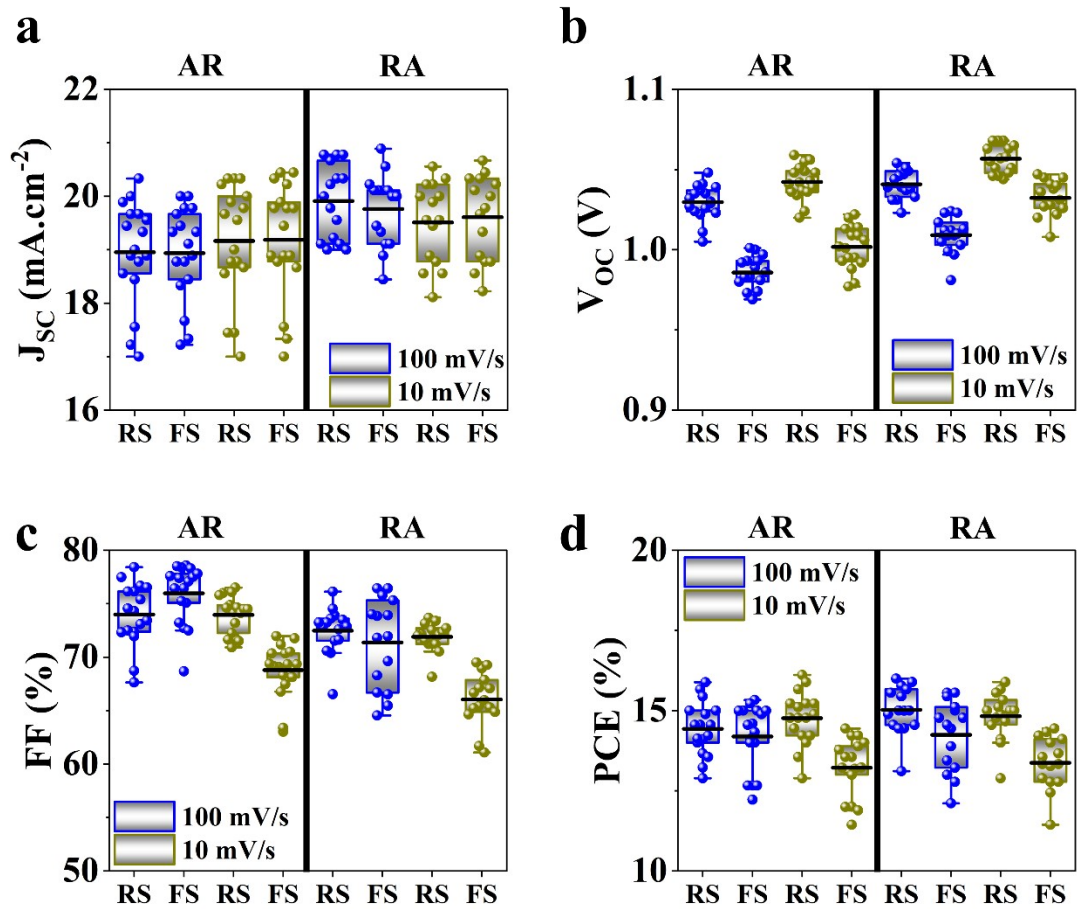 a
AR RA
J_SC (mA.cm⁻²)
22
20
18
16
100 mV/s
10 mV/s
RS FS RS FS RS FS RS FS
b
AR RA
V_OC (V)
1.1
1.0
0.9
100 mV/s
10 mV/s
RS FS RS FS RS FS RS FS
c
AR RA
FF (%)
80
70
60
50
100 mV/s
10 mV/s
RS FS RS FS RS FS RS FS
d
AR RA
PCE (%)
20
15
10
100 mV/s
10 mV/s
RS FS RS FS RS FS RS FS